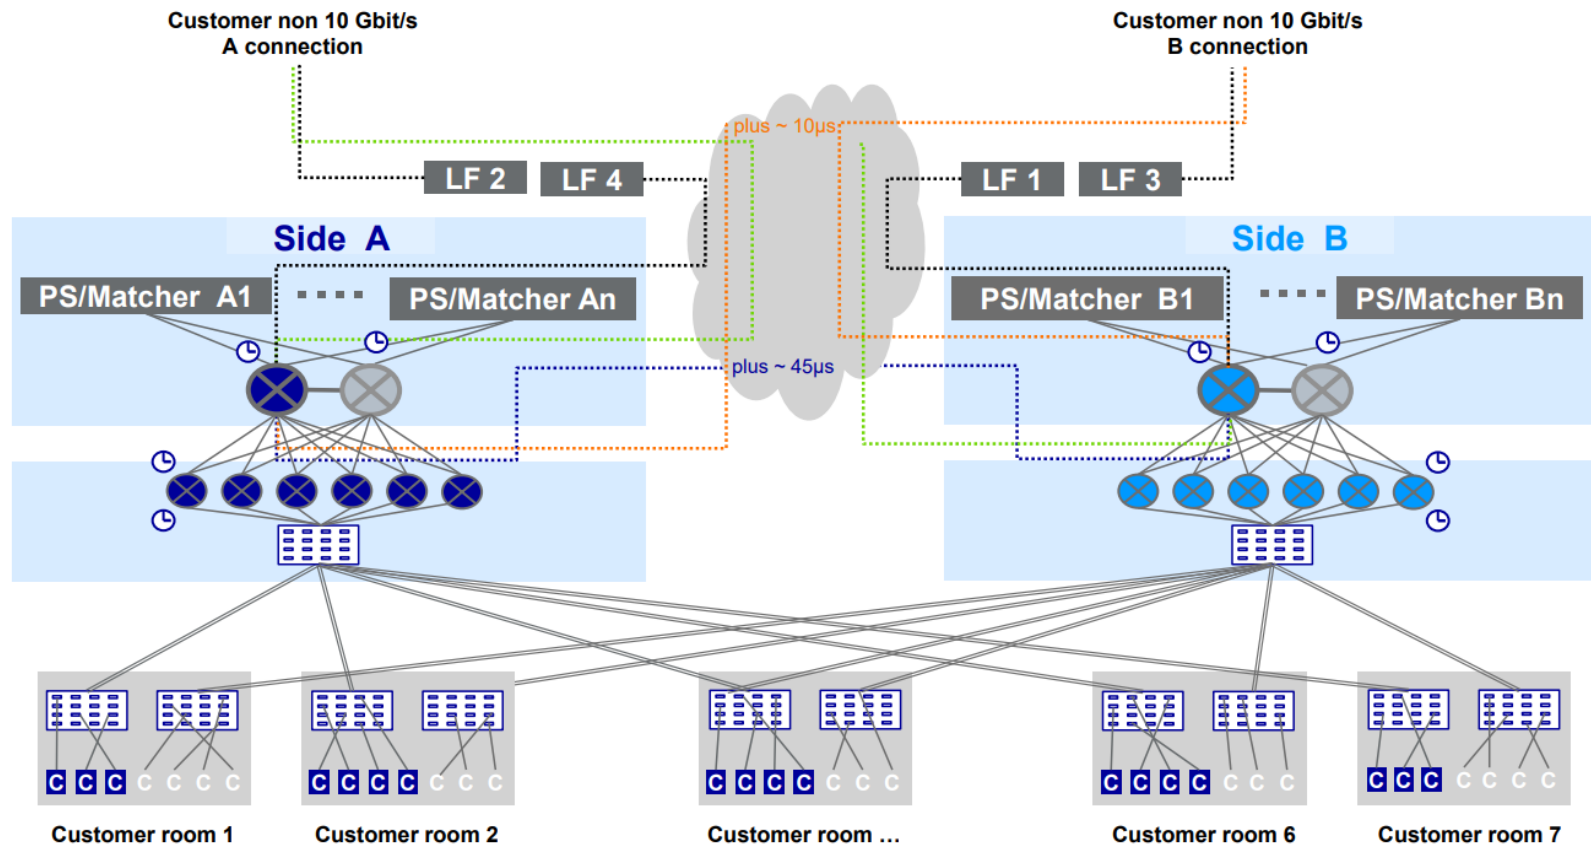 Customer non 10 Gbit/s
A connection
Customer non 10 Gbit/s
B connection
plus ~ 10µs
LF 2
LF 4
LF 1
LF 3
Side A
Side B
PS/Matcher A1
PS/Matcher An
PS/Matcher B1
PS/Matcher Bn
plus ~ 45µs
C C C C C C C
C C C C C C C
C C C C C C C
C C C C C C C
C C C C C C C
Customer room 1
Customer room 2
Customer room ...
Customer room 6
Customer room 7